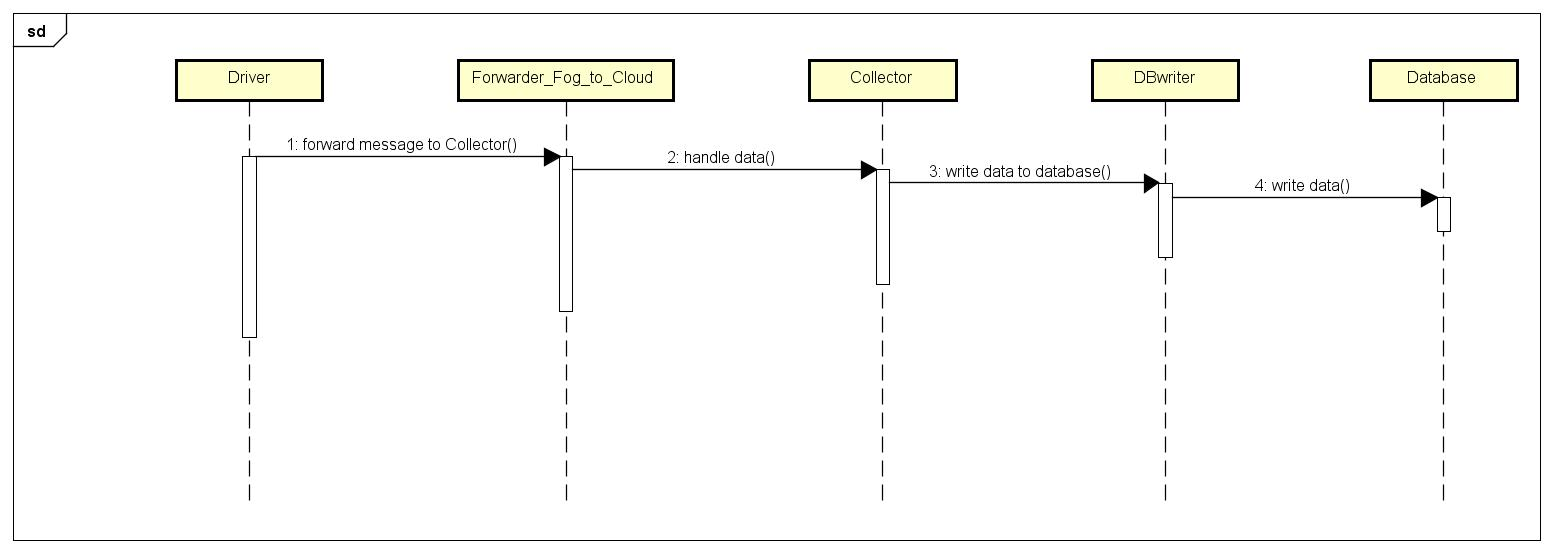 sd
Driver
Forwarder_Fog_to_Cloud
Collector
DBwriter
Database
1: forward message to Collector()
2: handle data()
3: write data to database()
4: write data()